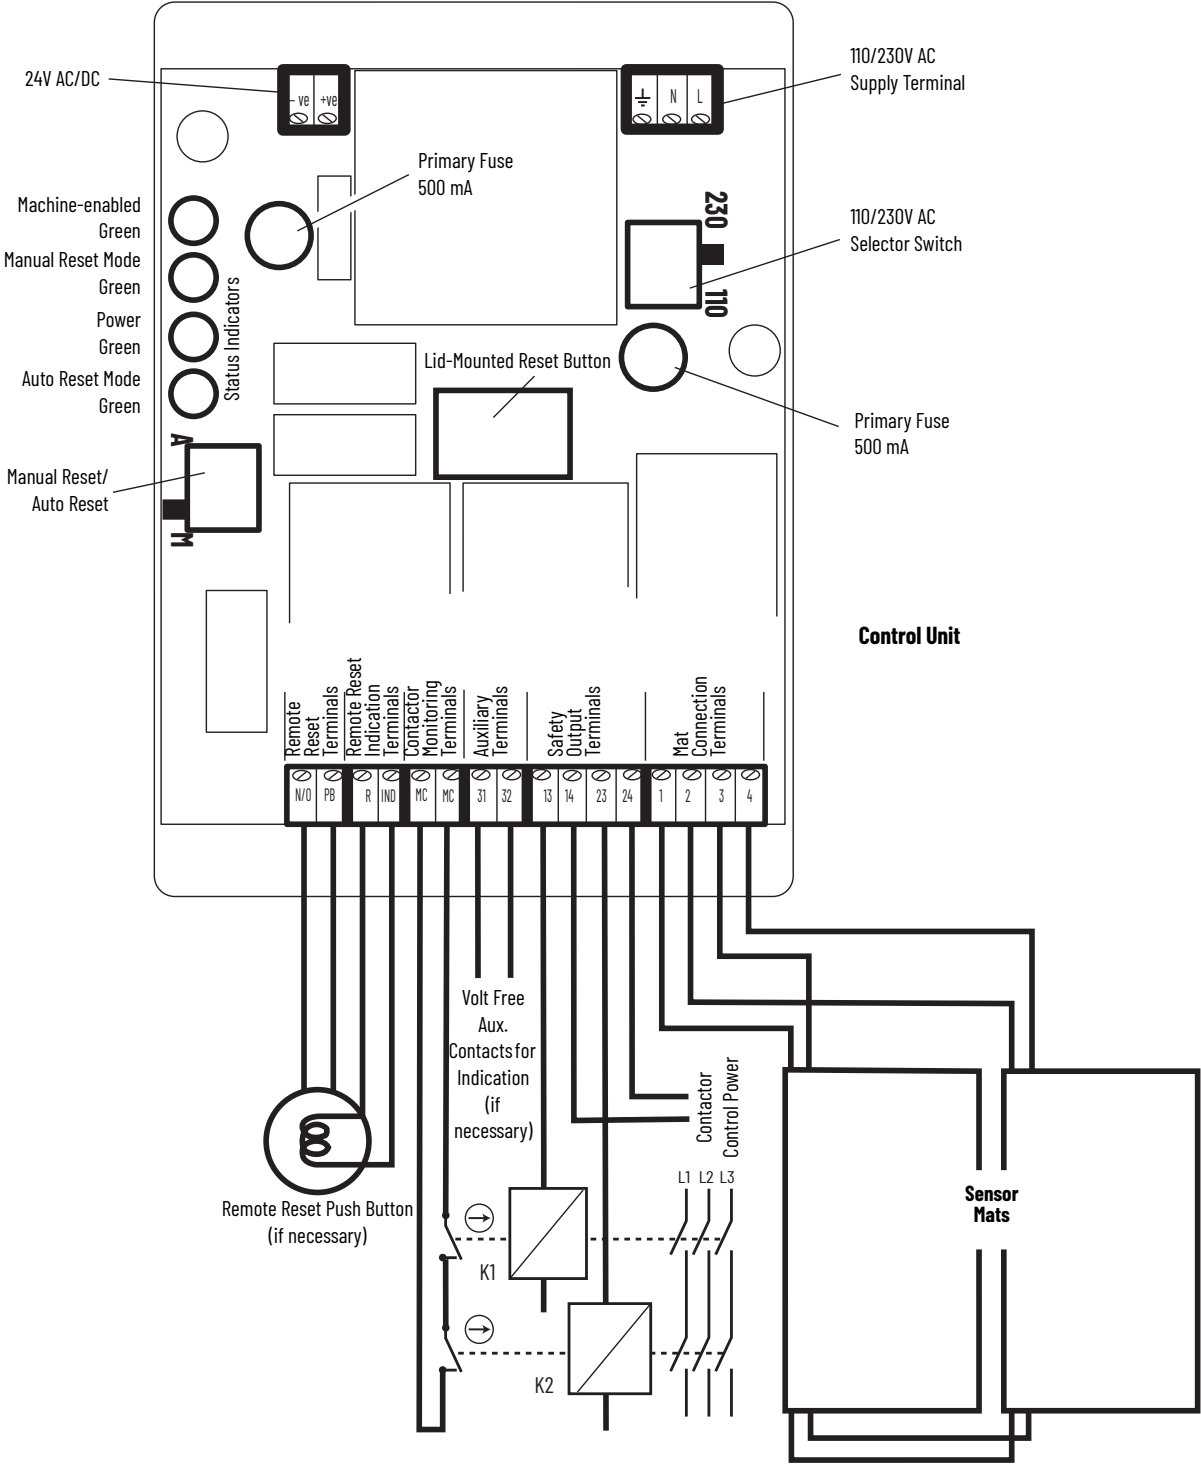 24V AC/DC
- ve
+ve
N
L
110/230V AC
Supply Terminal
Primary Fuse
500 mA
Machine-enabled
Green
Manual Reset Mode
Green
Power
Green
Auto Reset Mode
Green
Status Indicators
230
110
110/230V AC
Selector Switch
Lid-Mounted Reset Button
Primary Fuse
500 mA
A
M
Manual Reset/
Auto Reset
Control Unit
Remote
Reset
Terminals
Remote Reset
Indication
Terminals
Contactor
Monitoring
Terminals
Auxiliary
Terminals
Safety
Output
Terminals
Mat
Connection
Terminals
N/O
PB
R
IND
MC
MC
31
32
13
14
23
24
1
2
3
4
Volt Free
Aux.
Contacts for
Indication
(if
necessary)
Contactor
Control Power
Remote Reset Push Button
(if necessary)
L1 L2 L3
K1
K2
Sensor
Mats